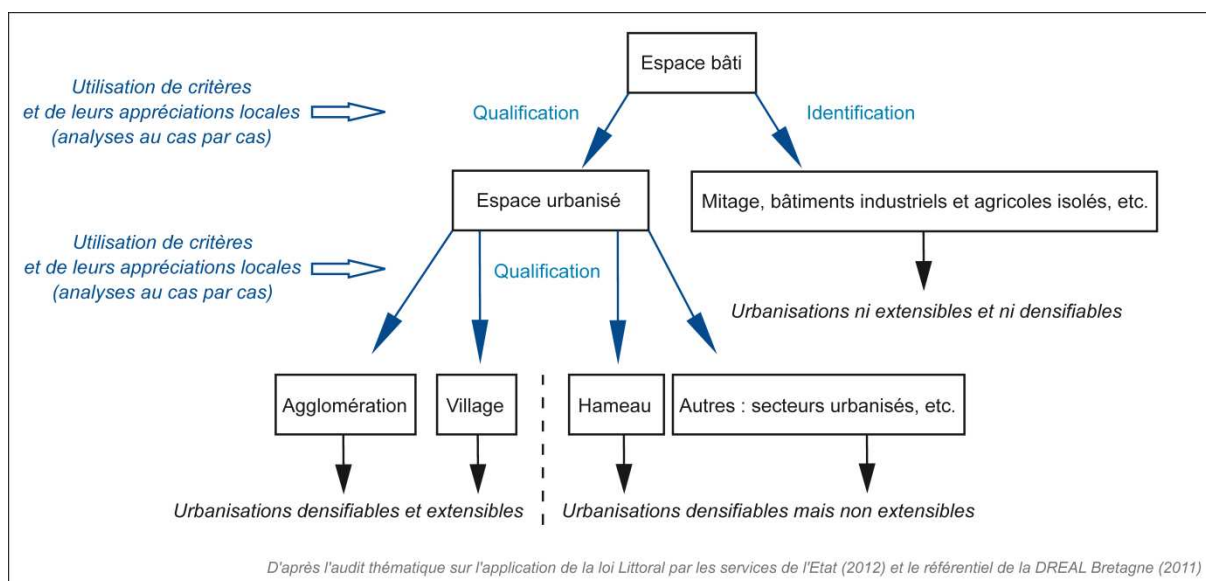 Espace bâti
Utilisation de critères
et de leurs appréciations locales
(analyses au cas par cas)
Qualification
Identification
Espace urbanisé
Mitage, bâtiments industriels et agricoles isolés, etc.
Utilisation de critères
et de leurs appréciations locales
(analyses au cas par cas)
Qualification
Urbanisations ni extensibles et ni densifiables
Agglomération
Village
Hameau
Autres : secteurs urbanisés, etc.
Urbanisations densifiables et extensibles
Urbanisations densifiables mais non extensibles
D'après l'audit thématique sur l'application de la loi Littoral par les services de l'Etat (2012) et le référentiel de la DREAL Bretagne (2011)